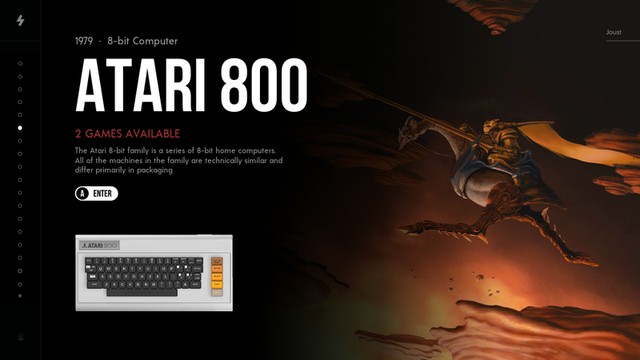 1979 · 8-bit Computer
Joust
ATARI 800
2 GAMES AVAILABLE
The Atari 8-bit family is a series of 8-bit home computers.
All of the machines in the family are technically similar and
differ primarily in packaging
A ENTER
ATARI 800